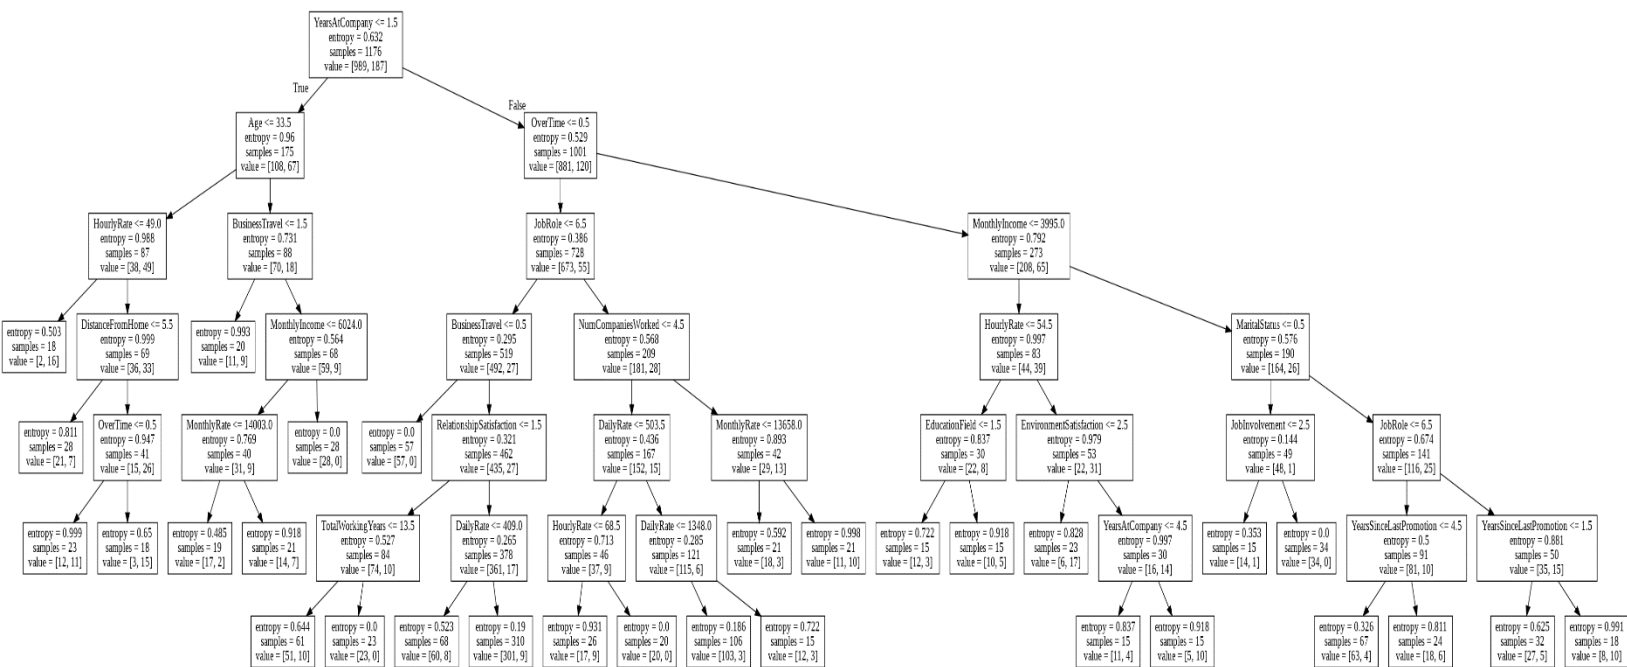 YearsAtCompany <= 1.5
entropy = 0.632
samples = 1176
value = [989, 187]
True
False
Age <= 33.5
entropy = 0.96
samples = 175
value = [108, 67]
OverTime <= 0.5
entropy = 0.529
samples = 1001
value = [881, 120]
HourlyRate <= 49.0
entropy = 0.988
samples = 87
value = [38, 49]
BusinessTravel <= 1.5
entropy = 0.731
samples = 88
value = [70, 18]
JobRole <= 6.5
entropy = 0.386
samples = 728
value = [673, 55]
MonthlyIncome <= 3995.0
entropy = 0.792
samples = 273
value = [208, 65]
entropy = 0.503
samples = 18
value = [2, 16]
DistanceFromHome <= 5.5
entropy = 0.999
samples = 69
value = [36, 33]
entropy = 0.993
samples = 20
value = [11, 9]
MonthlyIncome <= 6024.0
entropy = 0.564
samples = 68
value = [59, 9]
BusinessTravel <= 0.5
entropy = 0.295
samples = 519
value = [492, 27]
NumCompaniesWorked <= 4.5
entropy = 0.568
samples = 209
value = [181, 28]
HourlyRate <= 54.5
entropy = 0.997
samples = 83
value = [44, 39]
MaritalStatus <= 0.5
entropy = 0.576
samples = 190
value = [164, 26]
entropy = 0.811
samples = 28
value = [21, 7]
OverTime <= 0.5
entropy = 0.947
samples = 41
value = [15, 26]
MonthlyRate <= 14003.0
entropy = 0.769
samples = 40
value = [31, 9]
entropy = 0.0
samples = 28
value = [28, 0]
entropy = 0.0
samples = 57
value = [57, 0]
RelationshipSatisfaction <= 1.5
entropy = 0.321
samples = 462
value = [435, 27]
DailyRate <= 503.5
entropy = 0.436
samples = 167
value = [152, 15]
MonthlyRate <= 13658.0
entropy = 0.893
samples = 42
value = [29, 13]
EducationField <= 1.5
entropy = 0.837
samples = 30
value = [22, 8]
EnvironmentSatisfaction <= 2.5
entropy = 0.979
samples = 53
value = [22, 31]
JobInvolvement <= 2.5
entropy = 0.144
samples = 49
value = [48, 1]
JobRole <= 6.5
entropy = 0.674
samples = 141
value = [116, 25]
entropy = 0.999
samples = 23
value = [12, 11]
entropy = 0.65
samples = 18
value = [3, 15]
entropy = 0.485
samples = 19
value = [17, 2]
entropy = 0.918
samples = 21
value = [14, 7]
TotalWorkingYears <= 13.5
entropy = 0.527
samples = 84
value = [74, 10]
DailyRate <= 409.0
entropy = 0.265
samples = 378
value = [361, 17]
HourlyRate <= 68.5
entropy = 0.713
samples = 46
value = [37, 9]
DailyRate <= 1348.0
entropy = 0.285
samples = 121
value = [115, 6]
entropy = 0.592
samples = 21
value = [18, 3]
entropy = 0.998
samples = 21
value = [11, 10]
entropy = 0.722
samples = 15
value = [12, 3]
entropy = 0.918
samples = 15
value = [10, 5]
entropy = 0.828
samples = 23
value = [6, 17]
YearsAtCompany <= 4.5
entropy = 0.997
samples = 30
value = [16, 14]
entropy = 0.353
samples = 15
value = [14, 1]
entropy = 0.0
samples = 34
value = [34, 0]
YearsSinceLastPromotion <= 4.5
entropy = 0.5
samples = 91
value = [81, 10]
YearsSinceLastPromotion <= 1.5
entropy = 0.881
samples = 50
value = [35, 15]
entropy = 0.644
samples = 61
value = [51, 10]
entropy = 0.0
samples = 23
value = [23, 0]
entropy = 0.523
samples = 68
value = [60, 8]
entropy = 0.19
samples = 310
value = [301, 9]
entropy = 0.931
samples = 26
value = [17, 9]
entropy = 0.0
samples = 20
value = [20, 0]
entropy = 0.186
samples = 106
value = [103, 3]
entropy = 0.722
samples = 15
value = [12, 3]
entropy = 0.837
samples = 15
value = [11, 4]
entropy = 0.918
samples = 15
value = [5, 10]
entropy = 0.326
samples = 67
value = [63, 4]
entropy = 0.811
samples = 24
value = [18, 6]
entropy = 0.625
samples = 32
value = [27, 5]
entropy = 0.991
samples = 18
value = [8, 10]